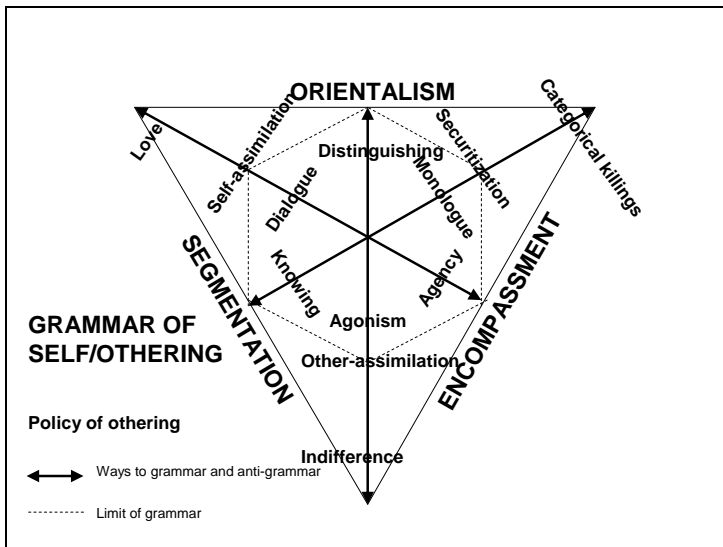 ORIENTALISM
Love
Self-assimilation
Dialogue
Distinguishing
Monologue
Securitization
Categorical killings
SEGMENTATION
Knowing
Agency
ENCOMPASSMENT
Agonism
Other-assimilation
Indifference
GRAMMAR OF
SELF/OTHERING
Policy of othering
Ways to grammar and anti-grammar
Limit of grammar